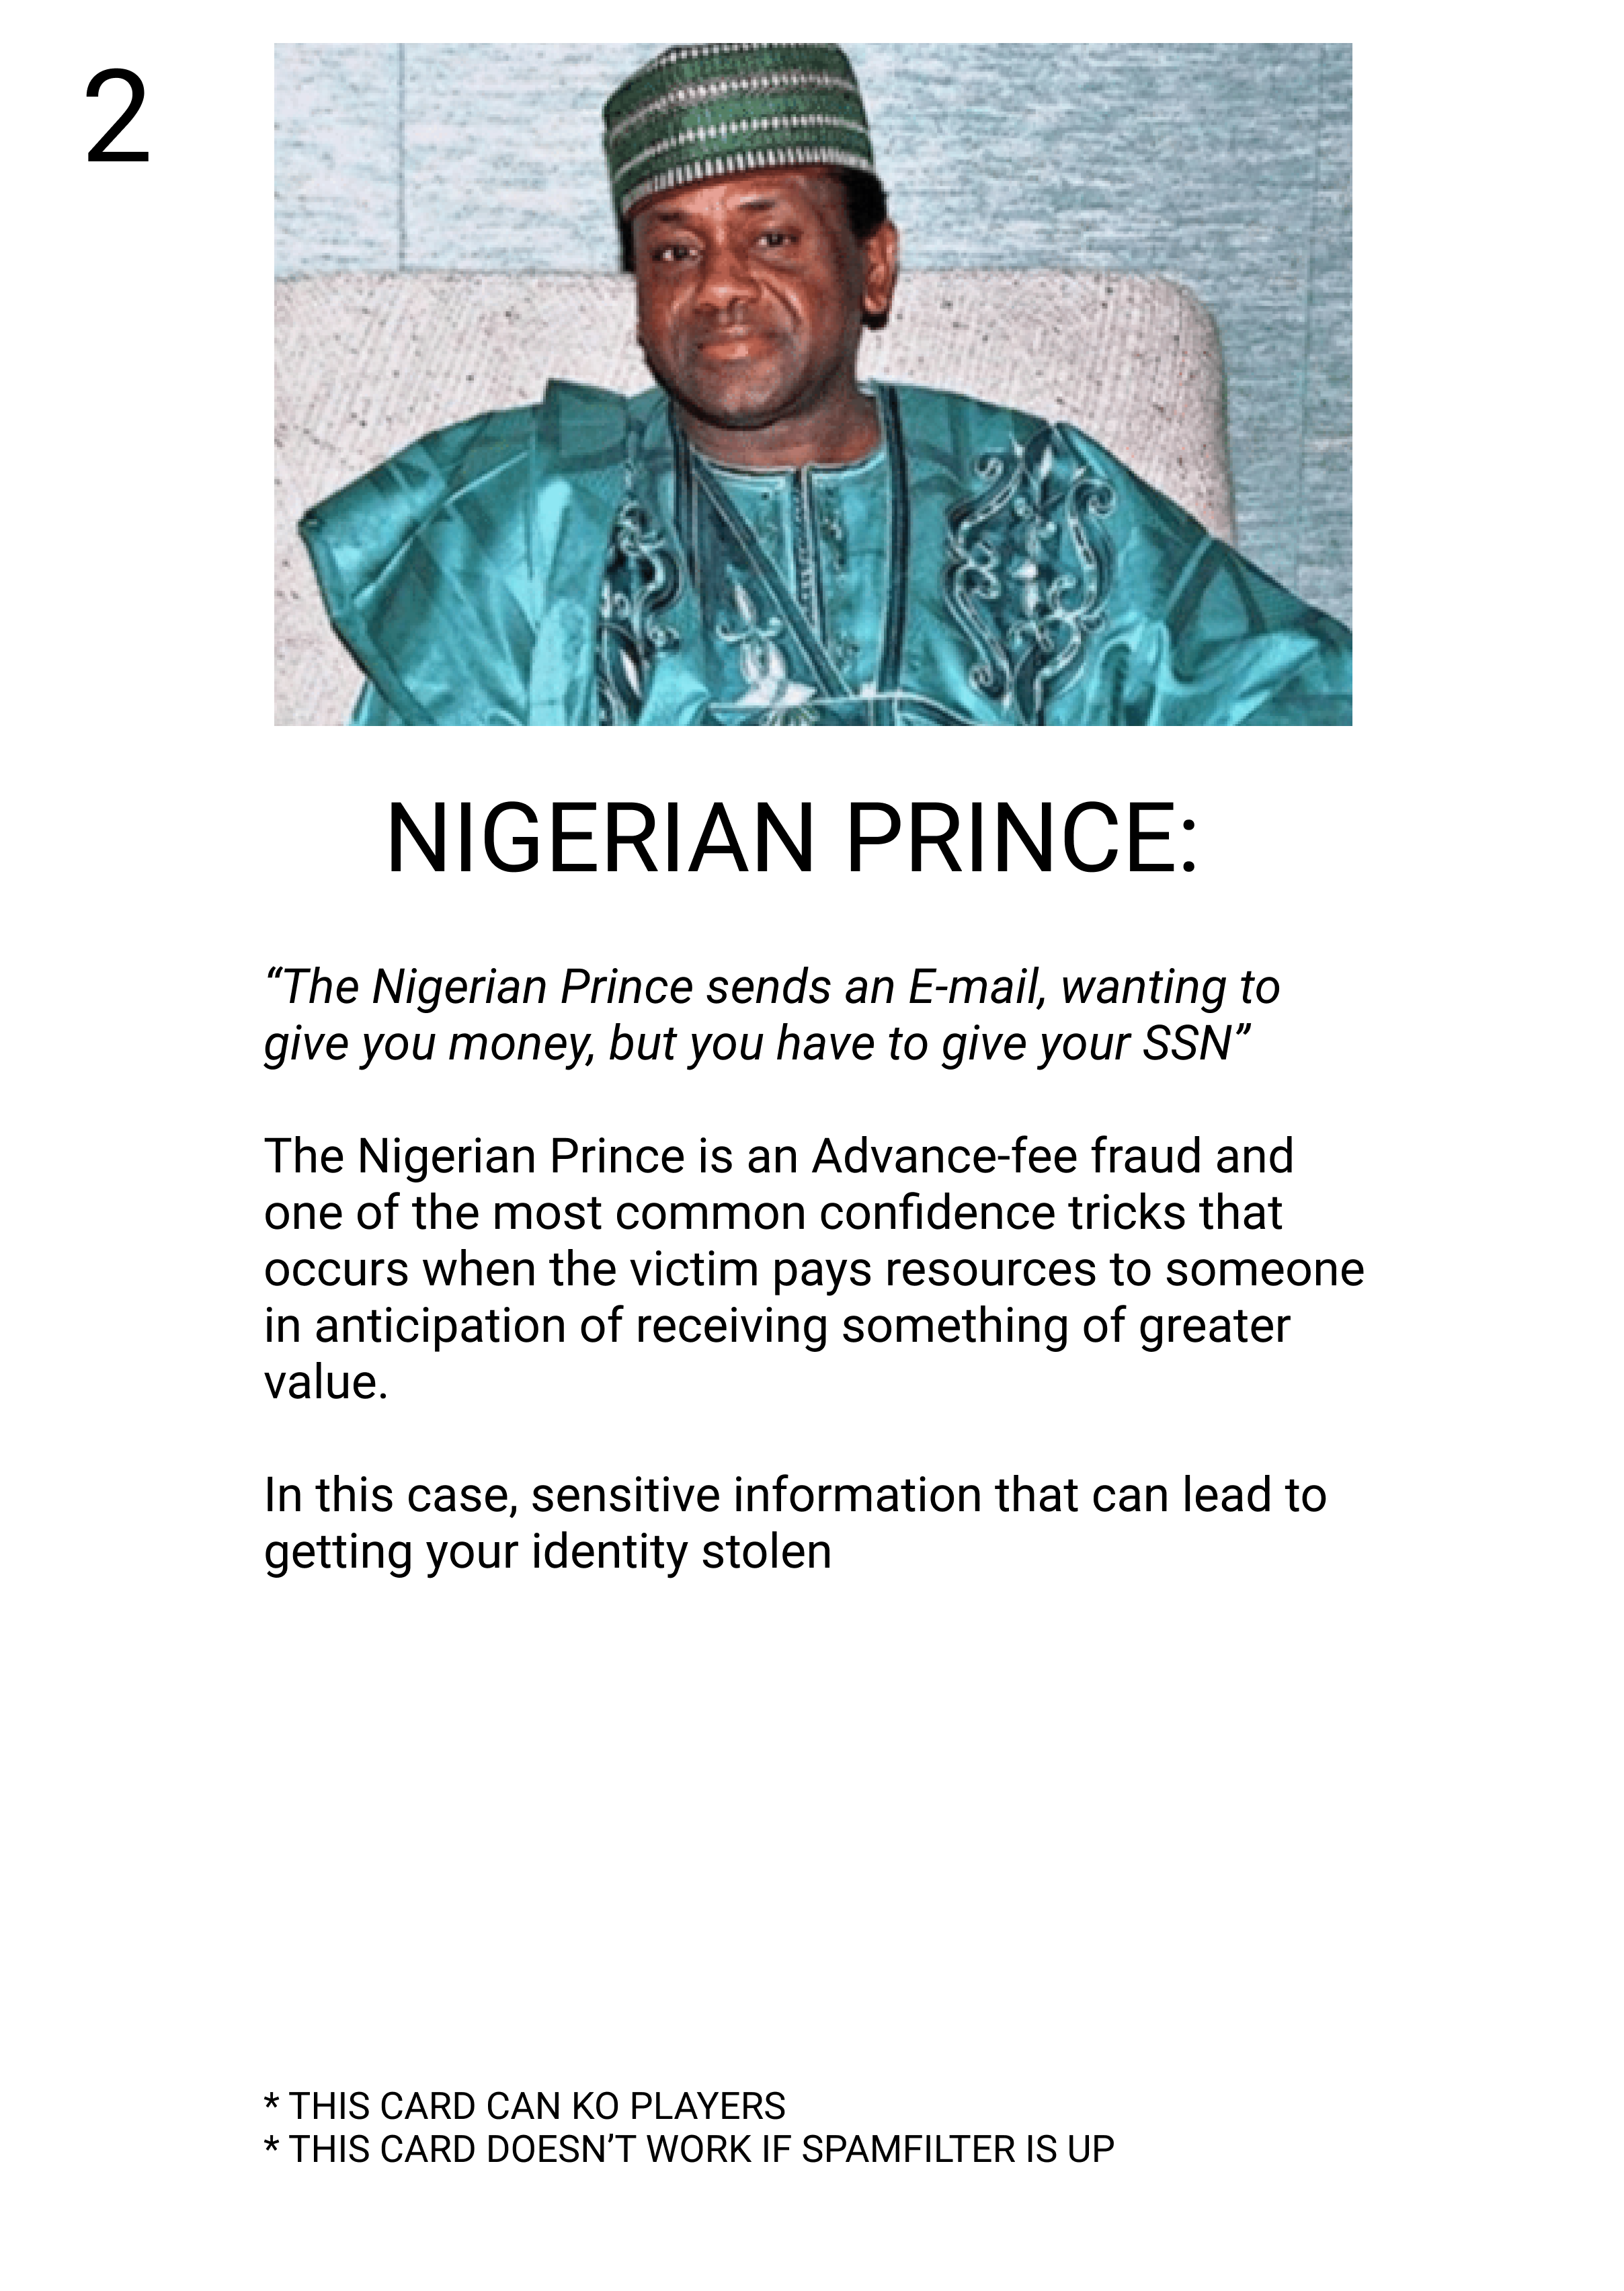 2
NIGERIAN PRINCE:
“The Nigerian Prince sends an E-mail, wanting to
give you money, but you have to give your SSN”
The Nigerian Prince is an Advance-fee fraud and
one of the most common confidence tricks that
occurs when the victim pays resources to someone
in anticipation of receiving something of greater
value.
In this case, sensitive information that can lead to
getting your identity stolen
* THIS CARD CAN KO PLAYERS
* THIS CARD DOESN’T WORK IF SPAMFILTER IS UP